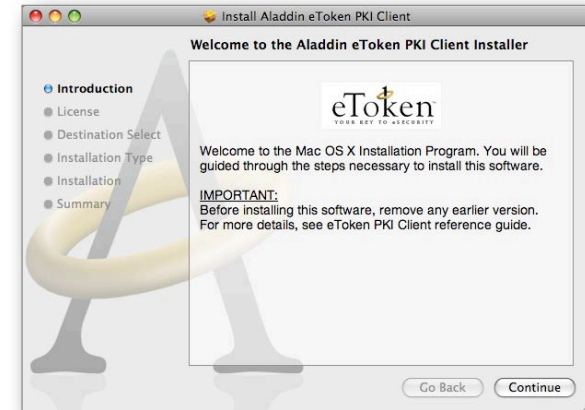 Install Aladdin eToken PKI Client
Welcome to the Aladdin eToken PKI Client Installer
Introduction
License
Destination Select
Installation Type
Installation
Summary
eToken
YOUR KEY TO eSECURITY
Welcome to the Mac OS X Installation Program. You will be
guided through the steps necessary to install this software.
IMPORTANT:
Before installing this software, remove any earlier version.
For more details, see eToken PKI Client reference guide.
Go Back
Continue